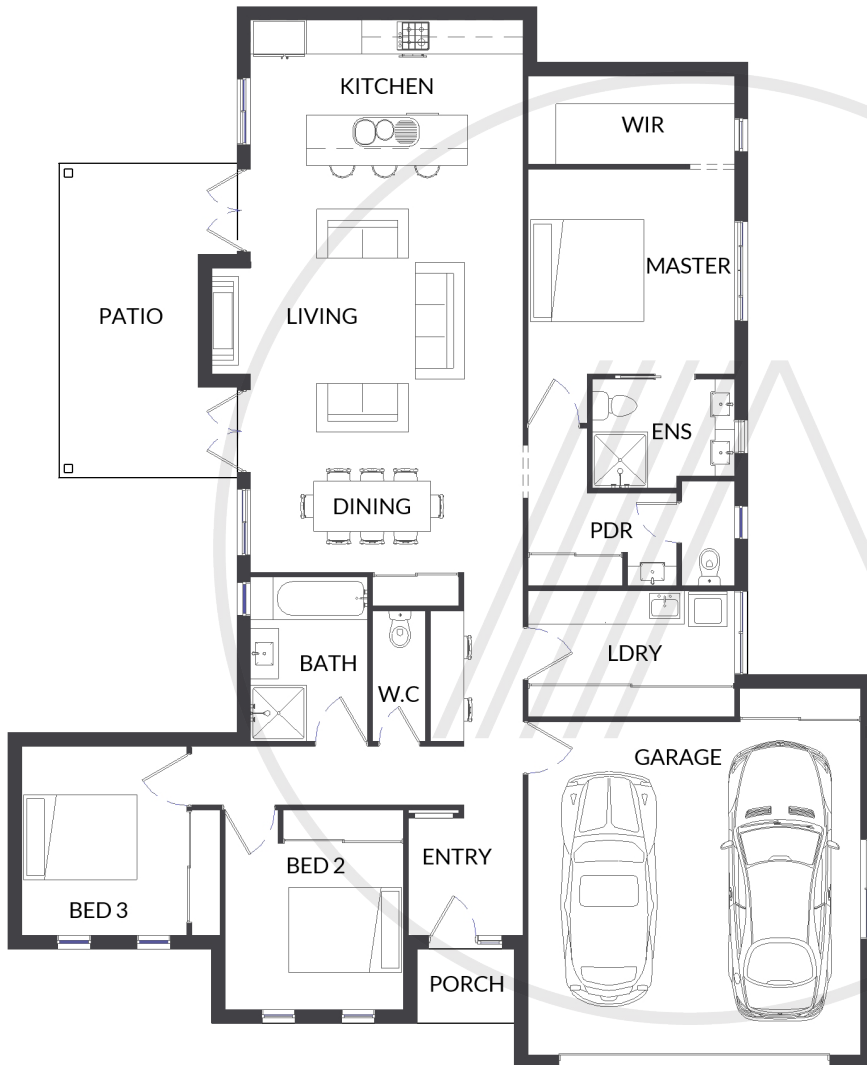 KITCHEN
WIR
MASTER
PATIO
LIVING
ENS
DINING
PDR
BATH
LDRY
W.C
GARAGE
BED 2
ENTRY
BED 3
PORCH